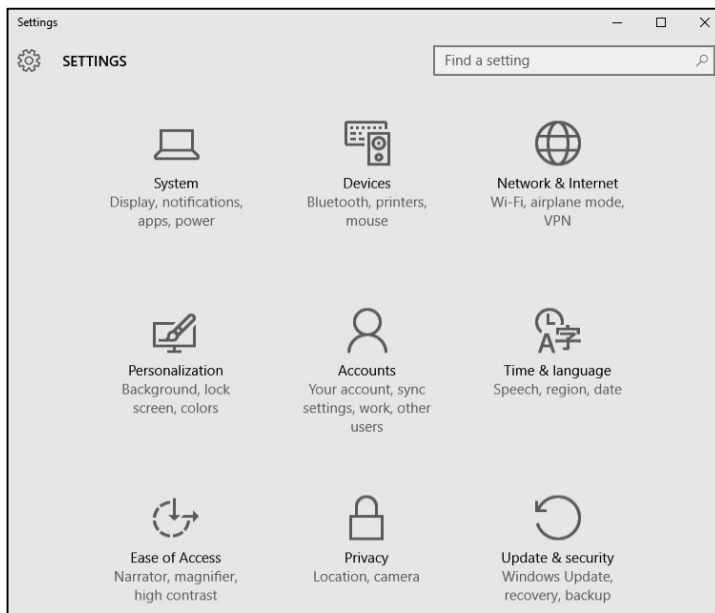 Settings
SETTINGS
Find a setting
System
Display, notifications,
apps, power
Devices
Bluetooth, printers,
mouse
Network & Internet
Wi-Fi, airplane mode,
VPN
Personalization
Background, lock
screen, colors
Accounts
Your account, sync
settings, work, other
users
Time & language
Speech, region, date
Ease of Access
Narrator, magnifier,
high contrast
Privacy
Location, camera
Update & security
Windows Update,
recovery, backup